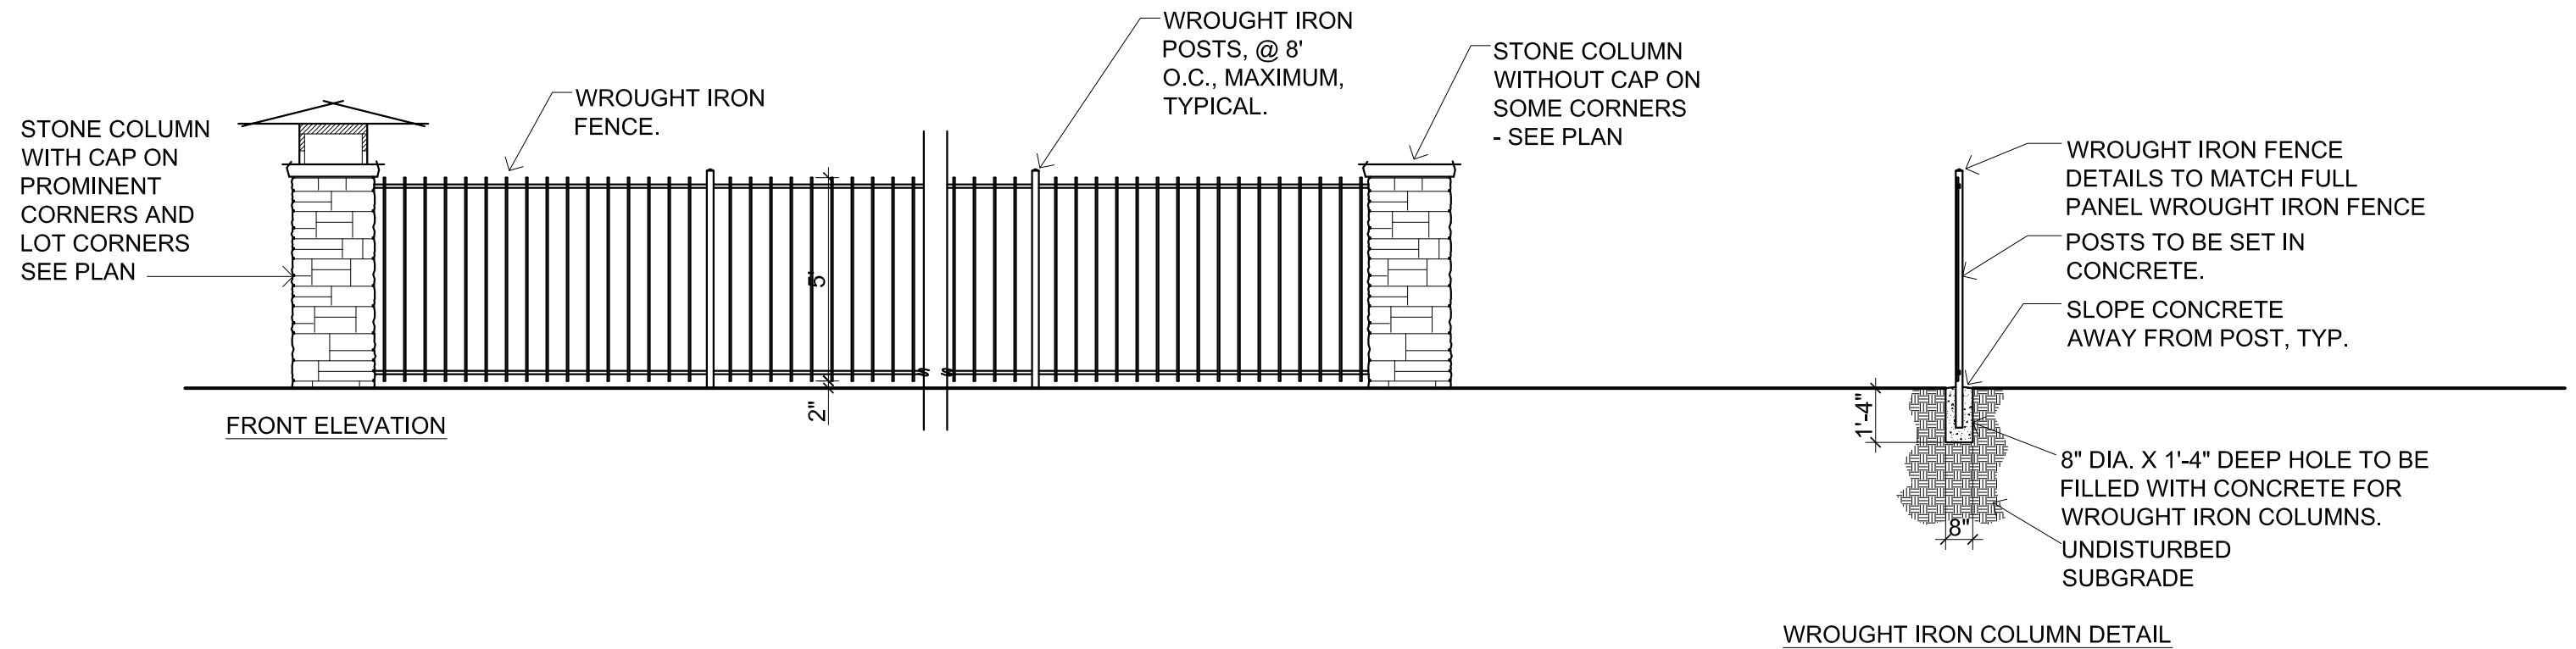 STONE COLUMN
WITH CAP ON
PROMINENT
CORNERS AND
LOT CORNERS
SEE PLAN
WROUGHT IRON
FENCE.
WROUGHT IRON
POSTS, @ 8'
O.C., MAXIMUM,
TYPICAL.
STONE COLUMN
WITHOUT CAP ON
SOME CORNERS
- SEE PLAN
5'
2"
FRONT ELEVATION
WROUGHT IRON FENCE
DETAILS TO MATCH FULL
PANEL WROUGHT IRON FENCE
POSTS TO BE SET IN
CONCRETE.
SLOPE CONCRETE
AWAY FROM POST, TYP.
1'-4"
8" DIA. X 1'-4" DEEP HOLE TO BE
FILLED WITH CONCRETE FOR
WROUGHT IRON COLUMNS.
8"
UNDISTURBED
SUBGRADE
WROUGHT IRON COLUMN DETAIL